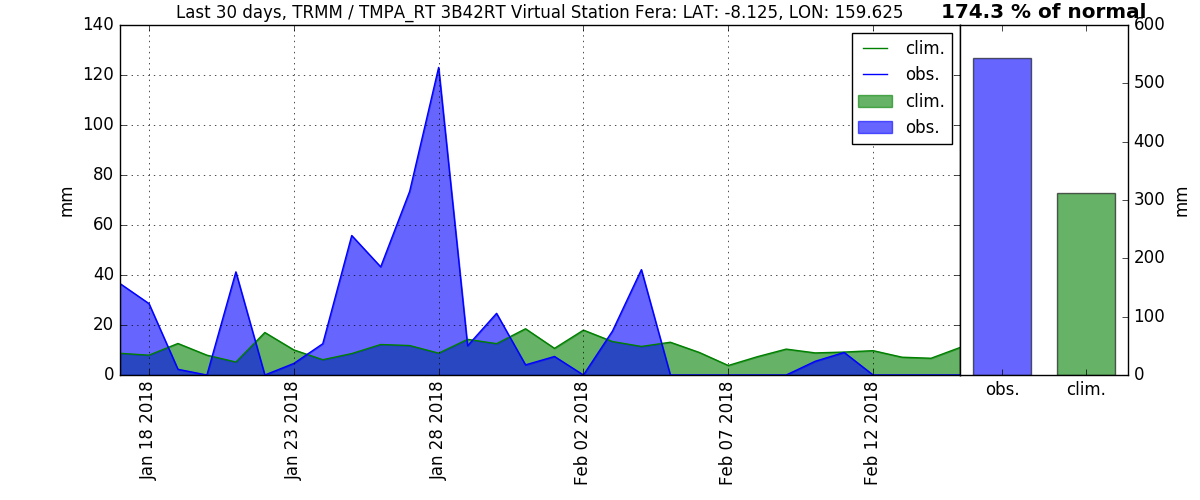 Last 30 days, TRMM / TMPA_RT 3B42RT Virtual Station Fera: LAT: -8.125, LON: 159.625
174.3 % of normal
140
120
100
80
60
40
20
0
mm
clim.
obs.
clim.
obs.
Jan 18 2018
Jan 23 2018
Jan 28 2018
Feb 02 2018
Feb 07 2018
Feb 12 2018
600
500
400
300
200
100
0
mm
obs.
clim.